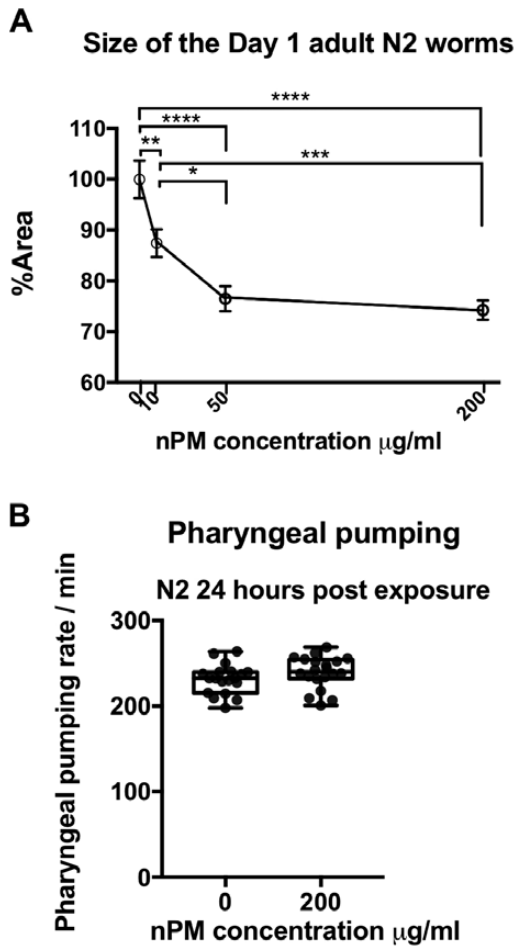 A
Size of the Day 1 adult N2 worms
****
****
**
***
*
110
100
90
80
70
60
%Area
0
10
50
200
nPM concentration μg/ml
B
Pharyngeal pumping
N2 24 hours post exposure
300
200
100
0
Pharyngeal pumping rate / min
0
200
nPM concentration μg/ml